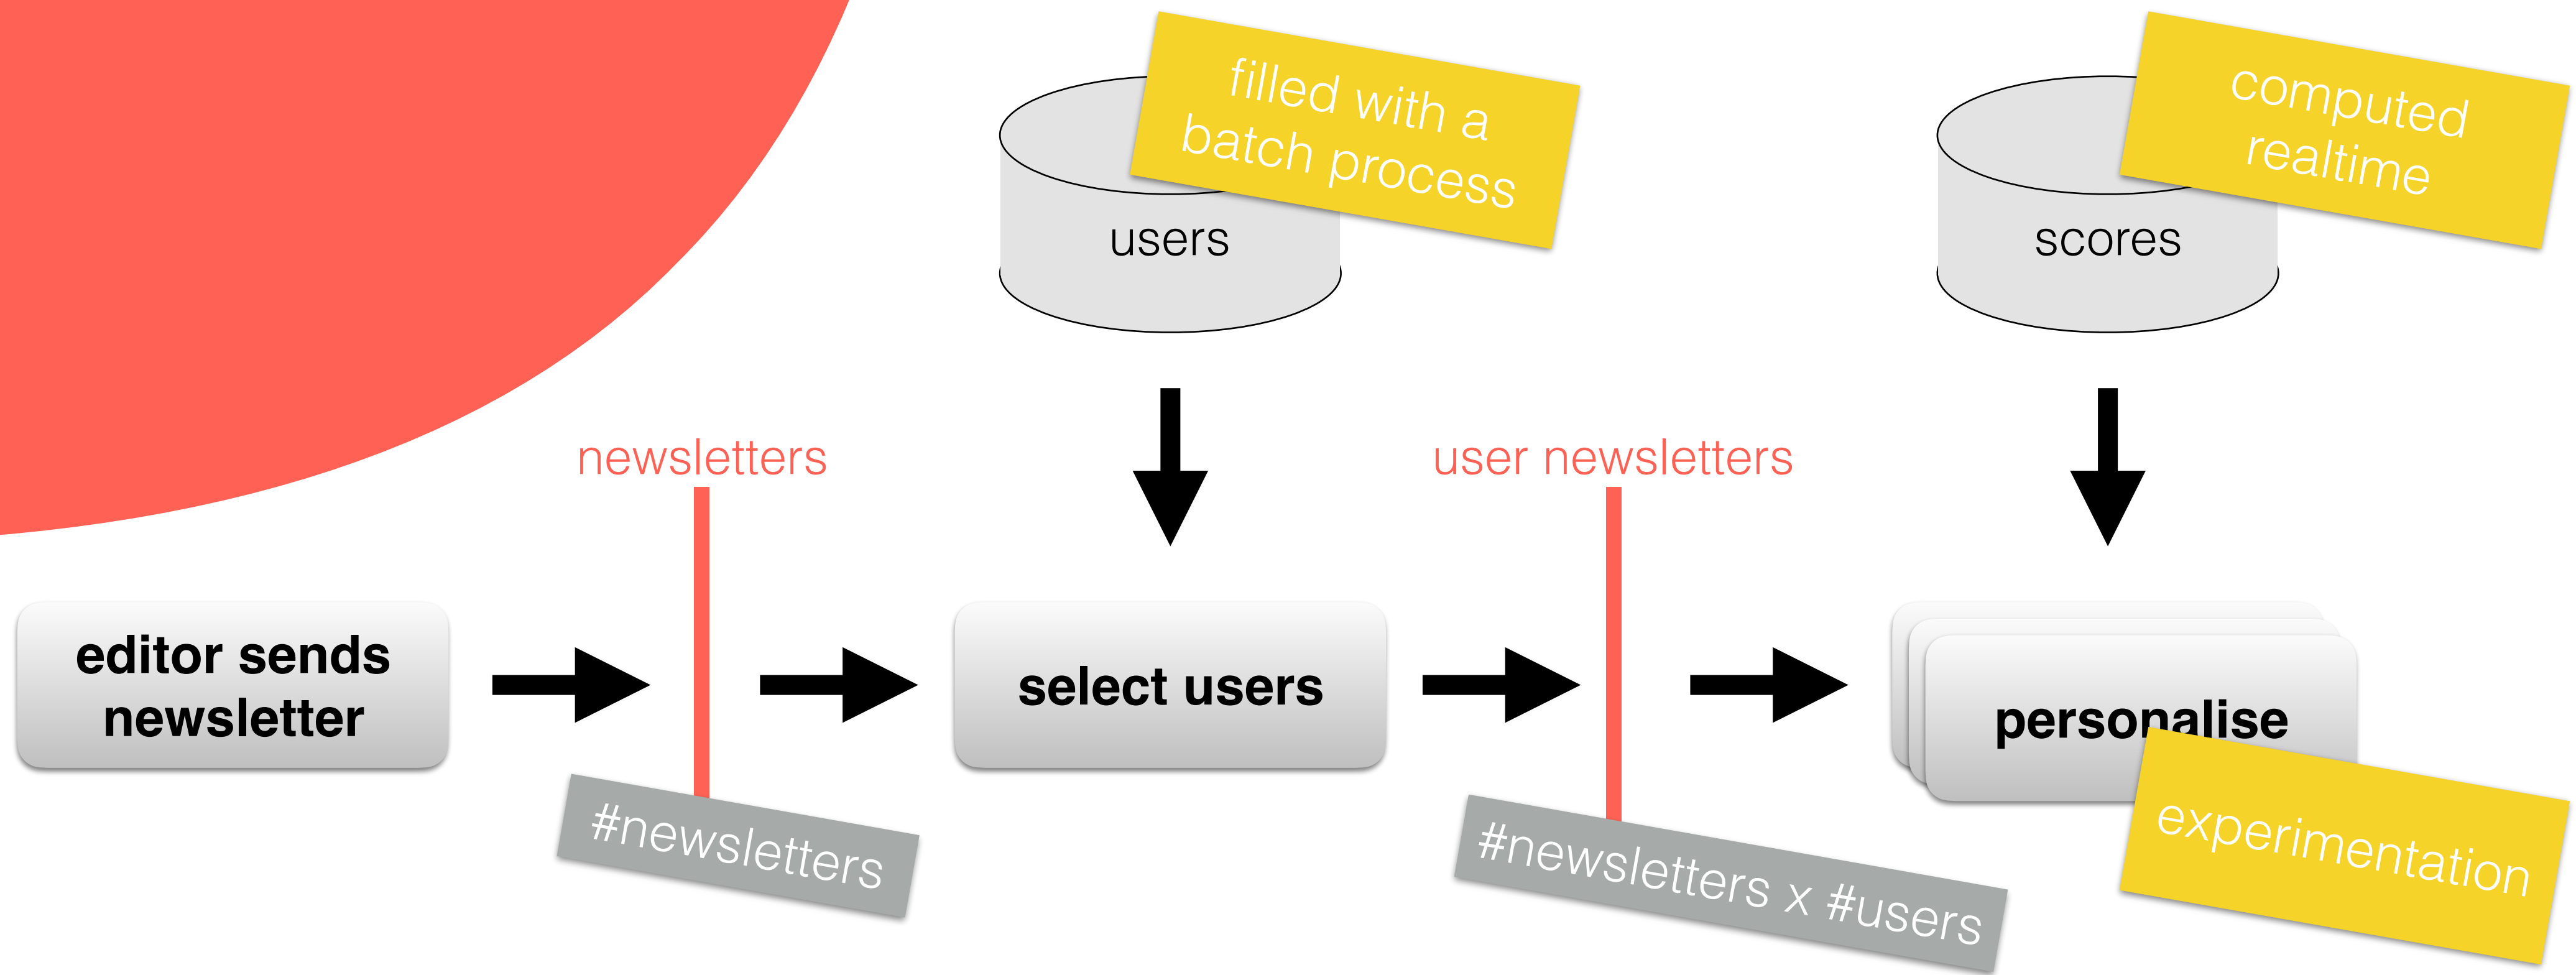 filled with a
batch process
users
computed
realtime
scores
newsletters
user newsletters
editor sends
newsletter
select users
personalise
#newsletters
#newsletters x #users
experimentation